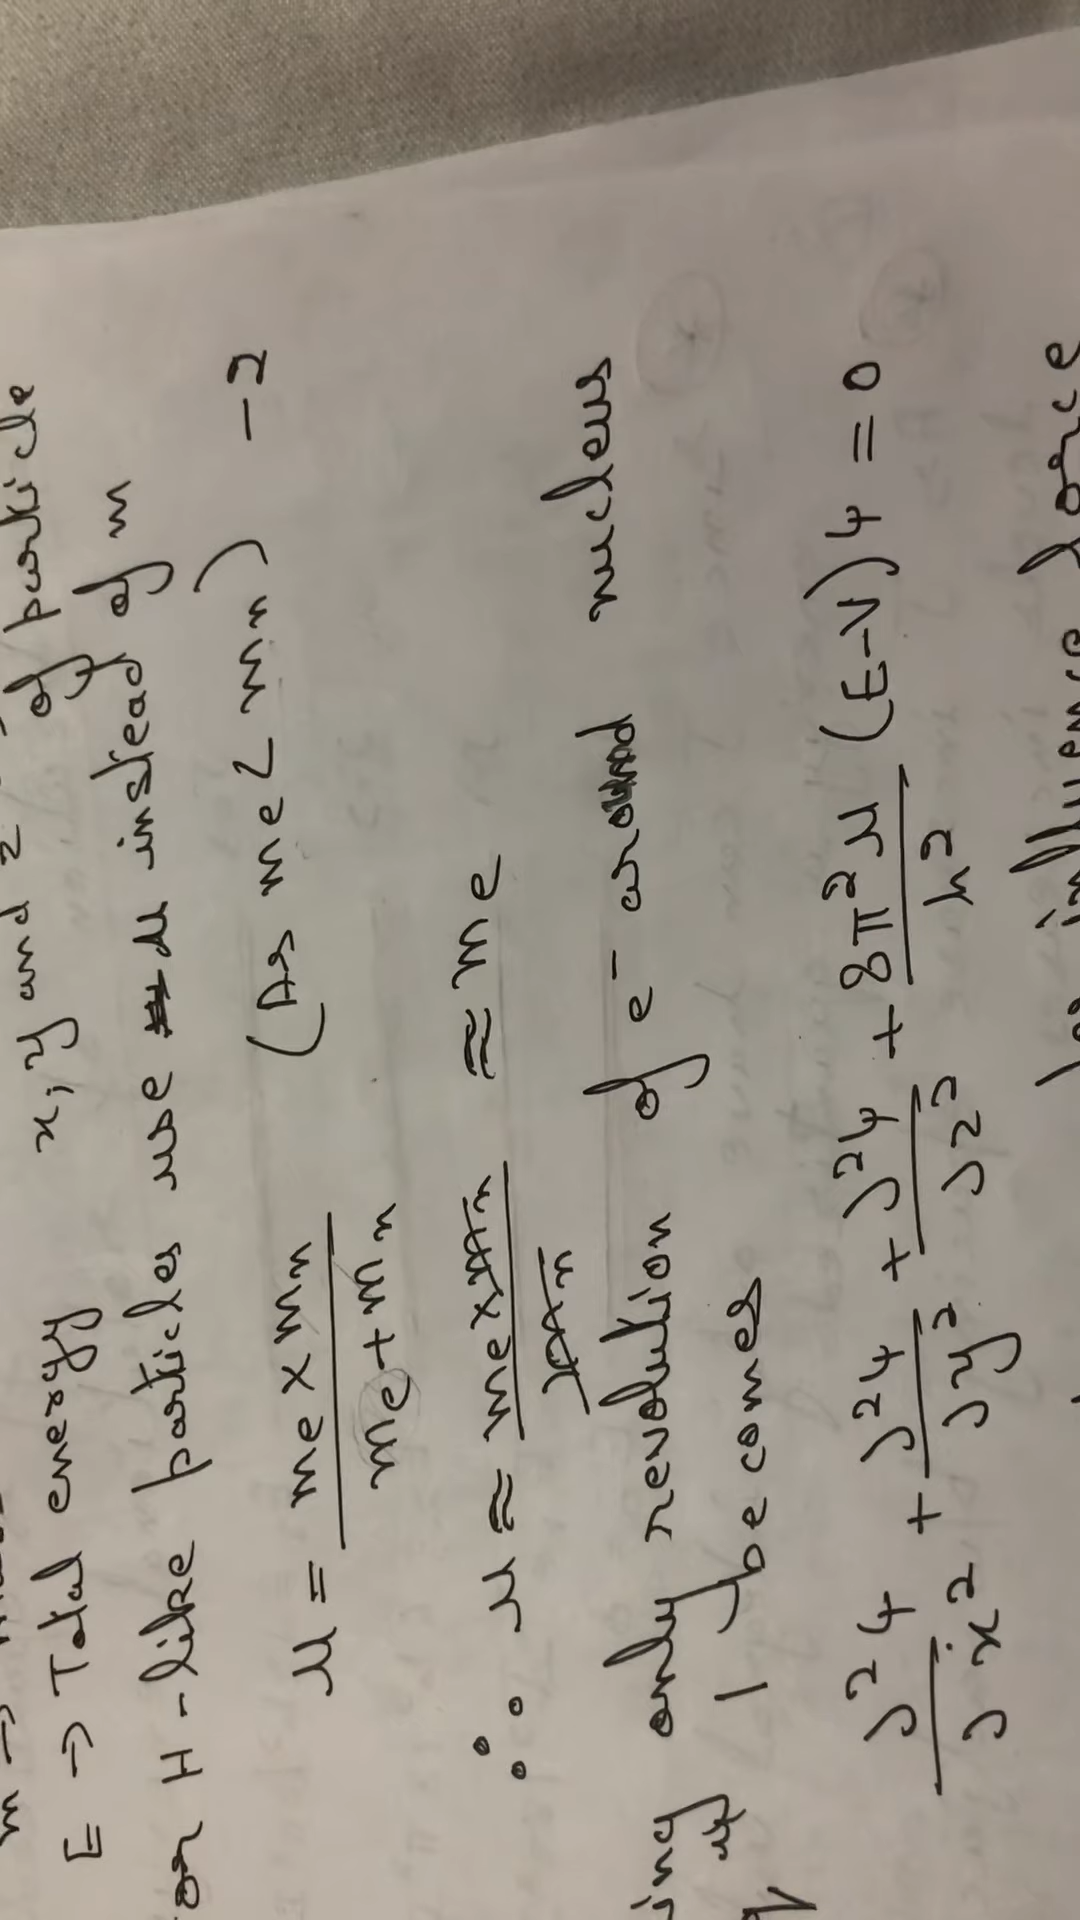 x, y and z of particle
E → Total energy
H-like particles use μ instead of m
μ = me × mn / me + mn (As me < mn) - 2
∴ μ ≈ me × mn / mn ≈ me
only revolution of e⁻ around nucleus
1 becomes
∂²ψ/∂x² + ∂²ψ/∂y² + ∂²ψ/∂z² + 8π²μ/h² (E-V)ψ = 0
influence force